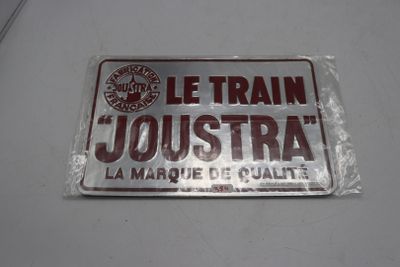 FABRICATION
JOUSTRA
FRANÇAISE
LE TRAIN
"JOUSTRA"
LA MARQUE DE QUALITÉ